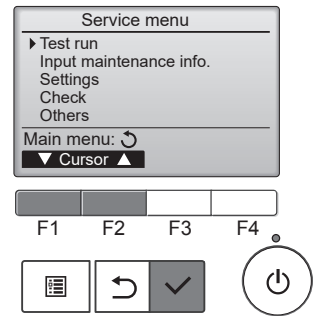 Service menu
Test run
Input maintenance info.
Settings
Check
Others
Main menu:
▼ Cursor ▲
F1 F2 F3 F4